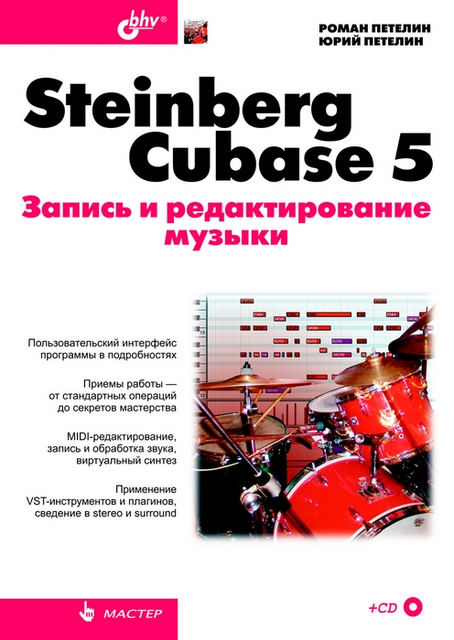 bhv®
РОМАН ПЕТЕЛИН
ЮРИЙ ПЕТЕЛИН
Steinberg
Cubase 5
Запись и редактирование
музыки
Пользовательский интерфейс
программы в подробностях
Приемы работы —
от стандартных операций
до секретов мастерства
MIDI-редактирование,
запись и обработка звука,
виртуальный синтез
Применение
VST-инструментов и плагинов,
сведение в stereo и surround
МАСТЕР
+CD